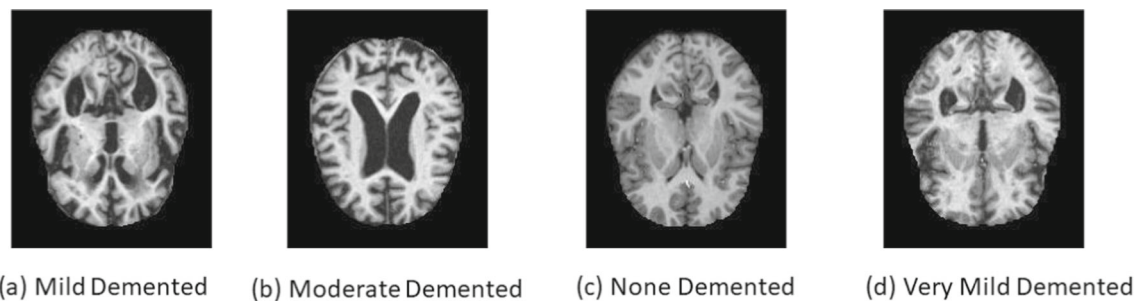 (a) Mild Demented
(b) Moderate Demented
(c) None Demented
(d) Very Mild Demented